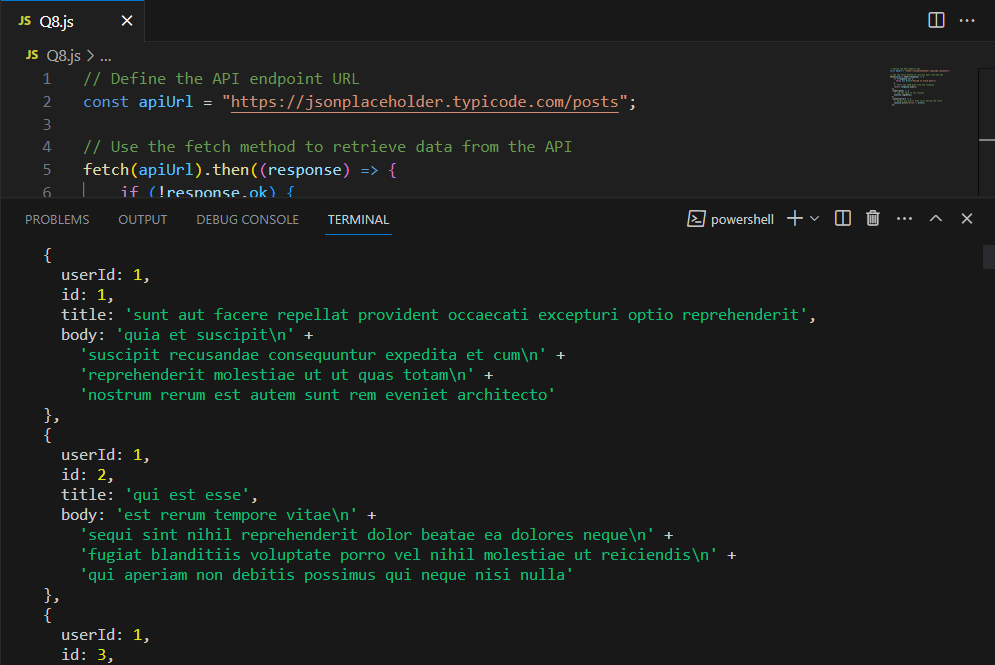 JS Q8.js
JS Q8.js > ...
1 // Define the API endpoint URL
2 const apiUrl = "https://jsonplaceholder.typicode.com/posts";
3
4 // Use the fetch method to retrieve data from the API
5 fetch(apiUrl).then((response) => {
6 if (!response.ok) {
PROBLEMS OUTPUT DEBUG CONSOLE TERMINAL powershell
{
userId: 1,
id: 1,
title: 'sunt aut facere repellat provident occaecati excepturi optio reprehenderit',
body: 'quia et suscipit\n' +
'suscipit recusandae consequuntur expedita et cum\n' +
'reprehenderit molestiae ut ut quas totam\n' +
'nostrum rerum est autem sunt rem eveniet architecto'
},
{
userId: 1,
id: 2,
title: 'qui est esse',
body: 'est rerum tempore vitae\n' +
'sequi sint nihil reprehenderit dolor beatae ea dolores neque\n' +
'fugiat blanditiis voluptate porro vel nihil molestiae ut reiciendis\n' +
'qui aperiam non debitis possimus qui neque nisi nulla'
},
{
userId: 1,
id: 3,